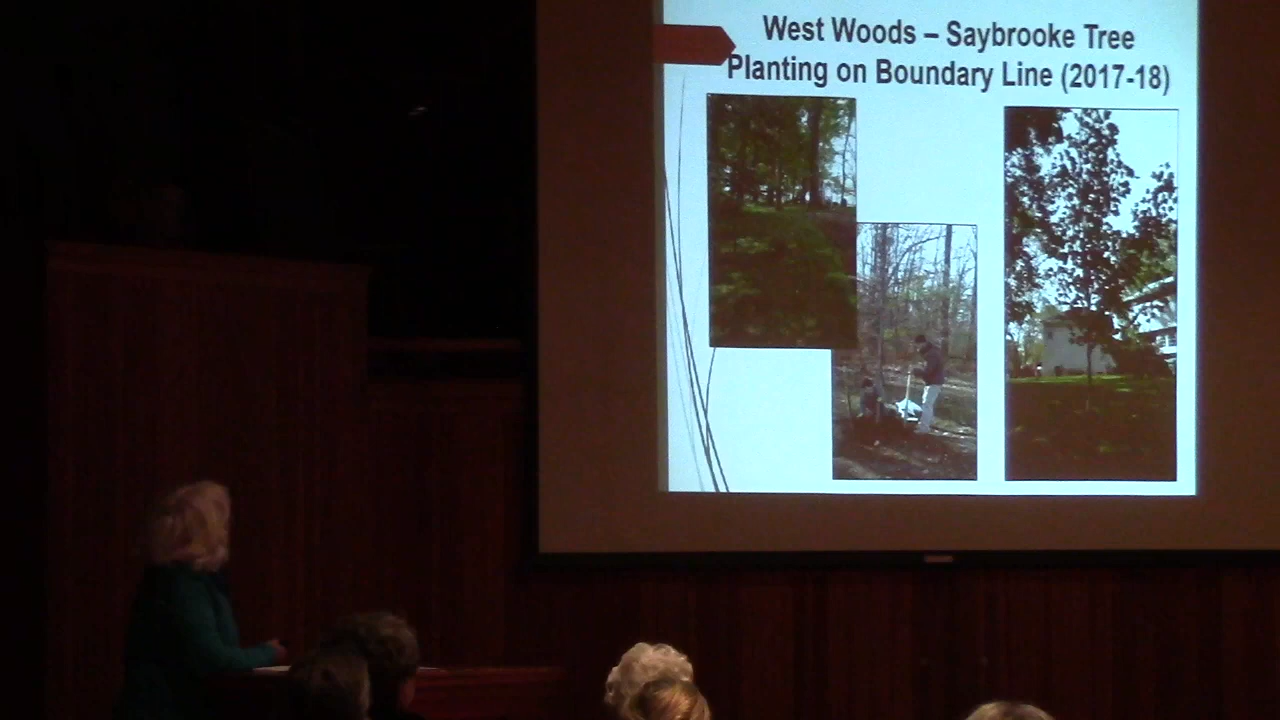 West Woods – Saybrooke Tree
Planting on Boundary Line (2017-18)